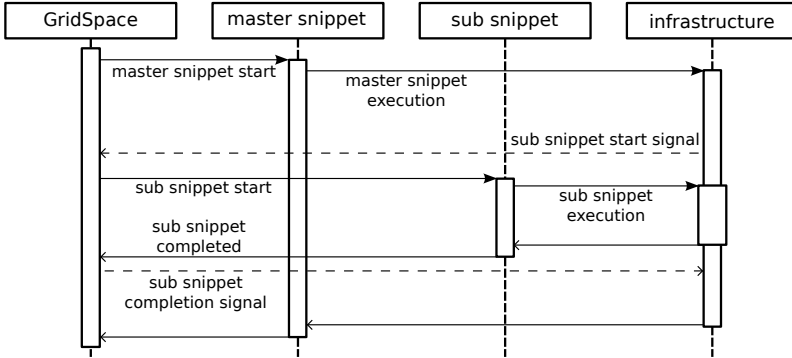 GridSpace
master snippet
sub snippet
infrastructure
master snippet start
master snippet
execution
sub snippet start signal
sub snippet start
sub snippet
execution
sub snippet
completed
sub snippet
completion signal